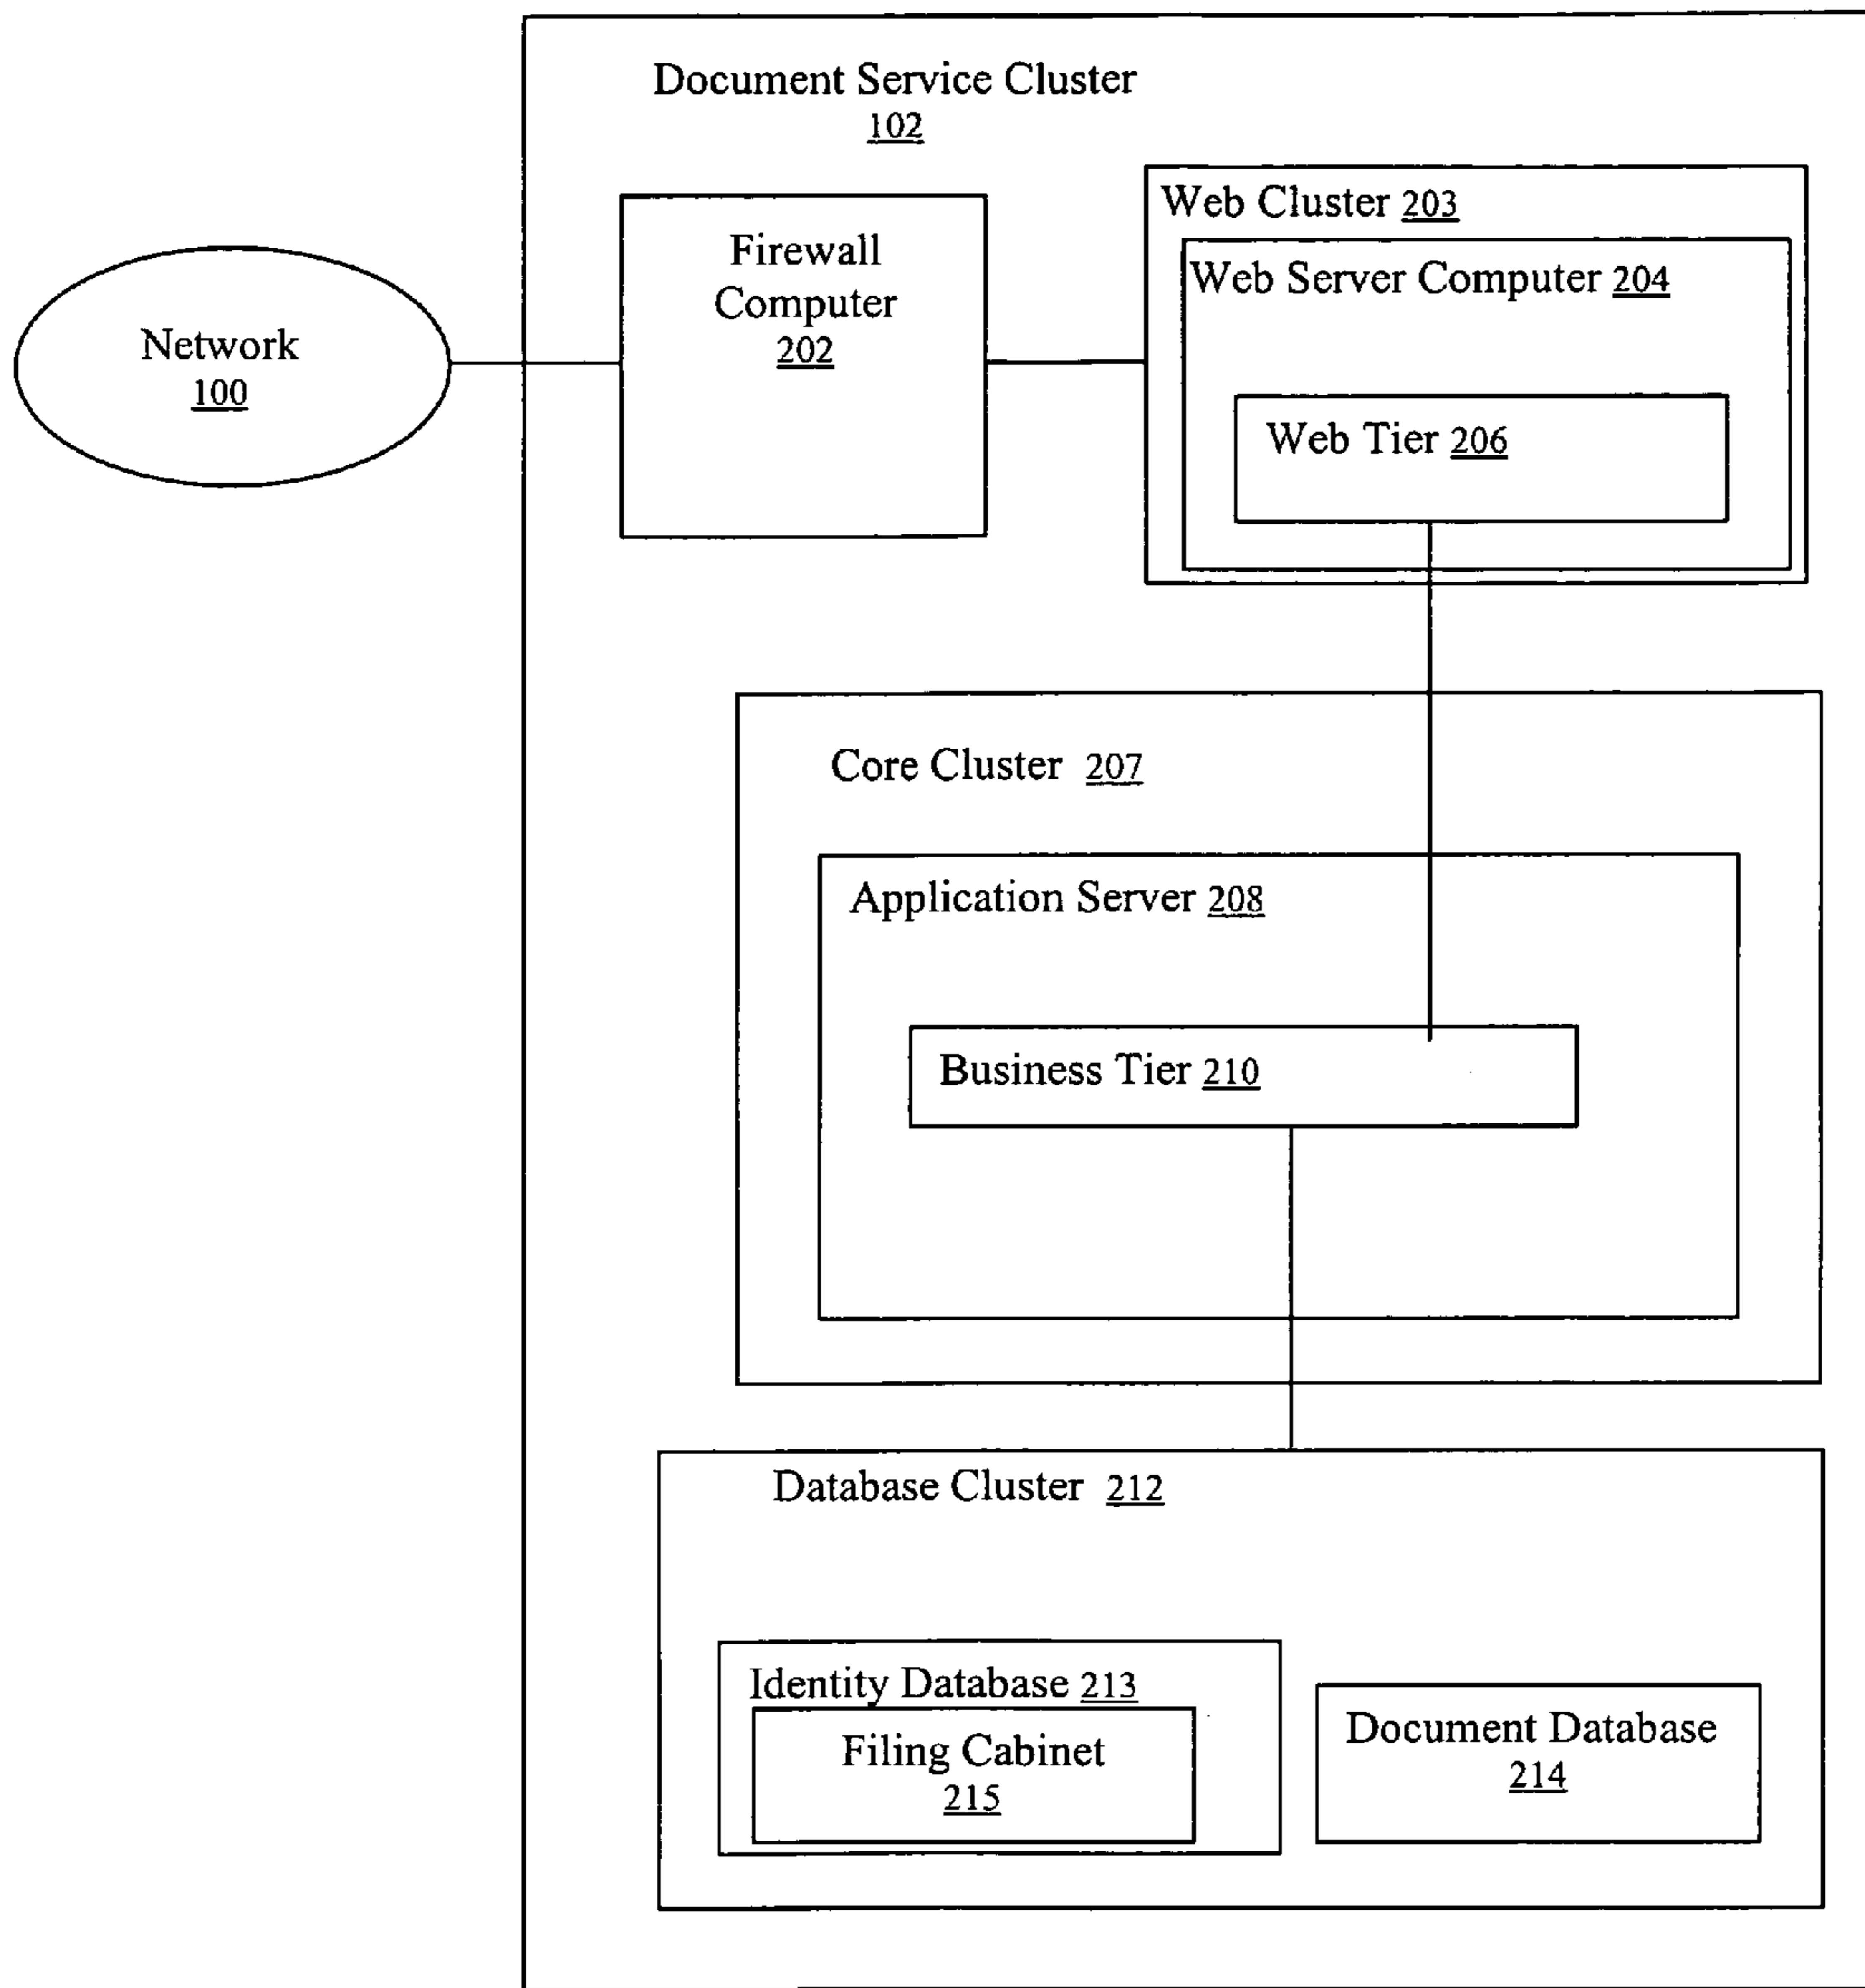 Document Service Cluster
102
Web Cluster 203
Firewall
Computer
202
Web Server Computer 204
Network
100
Web Tier 206
Core Cluster 207
Application Server 208
Business Tier 210
Database Cluster 212
Identity Database 213
Filing Cabinet
215
Document Database
214